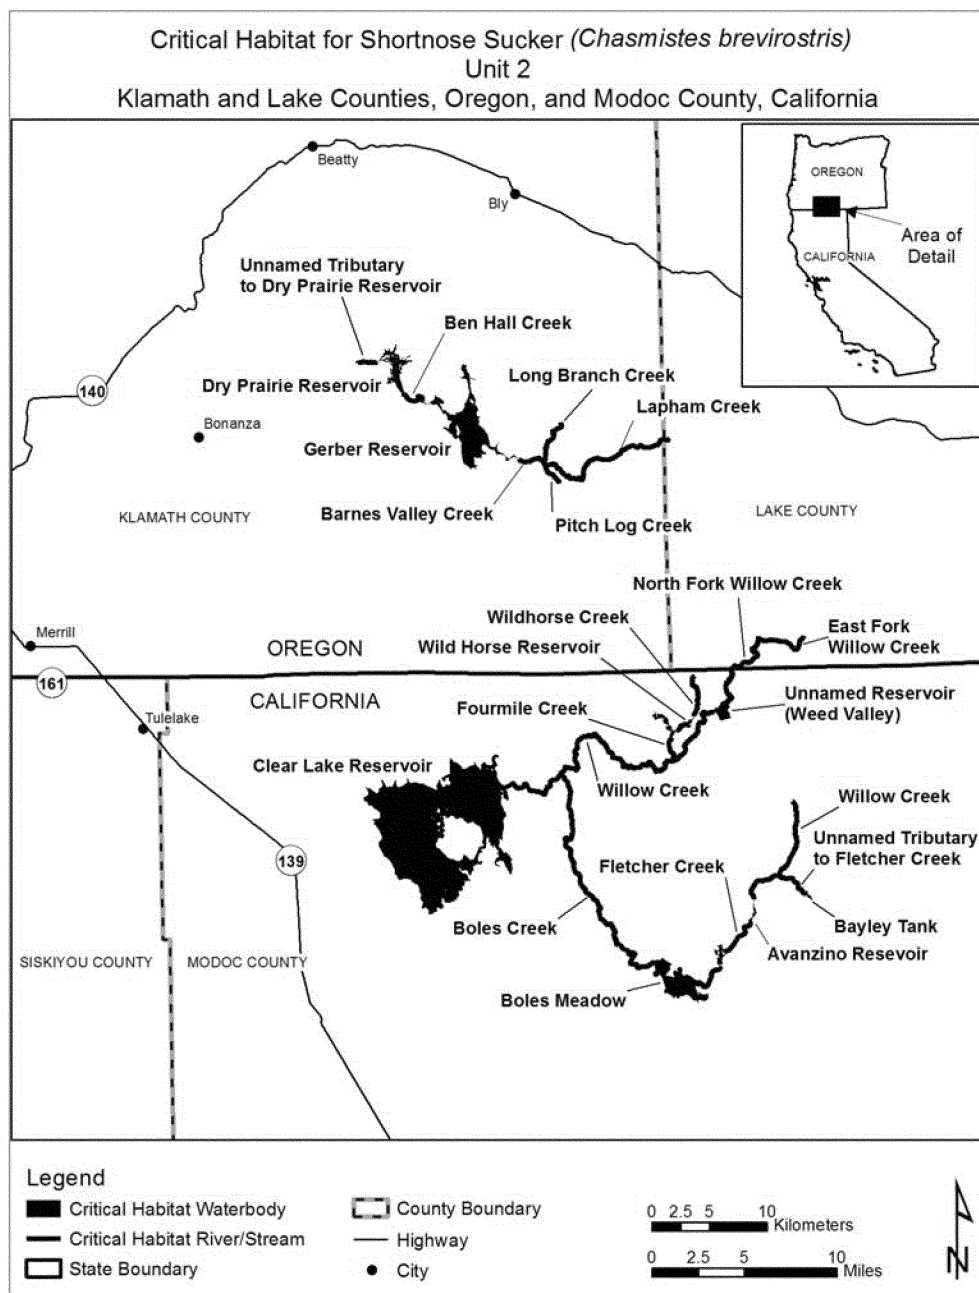 Critical Habitat for Shortnose Sucker (Chasmistes brevirostris)
Unit 2
Klamath and Lake Counties, Oregon, and Modoc County, California
Beatty
Bly
OREGON
Area of
Detail
CALIFORNIA
Unnamed Tributary
to Dry Prairie Reservoir
Ben Hall Creek
Long Branch Creek
Dry Prairie Reservoir
Lapham Creek
140
Bonanza
Gerber Reservoir
Barnes Valley Creek
Pitch Log Creek
KLAMATH COUNTY
LAKE COUNTY
North Fork Willow Creek
Wildhorse Creek
East Fork
Willow Creek
Merrill
OREGON
Wild Horse Reservoir
161
CALIFORNIA
Unnamed Reservoir
(Weed Valley)
Tulelake
Fourmile Creek
Clear Lake Reservoir
Willow Creek
Willow Creek
Unnamed Tributary
to Fletcher Creek
139
Fletcher Creek
Boles Creek
Bayley Tank
Avanzino Resevoir
SISKIYOU COUNTY
MODOC COUNTY
Boles Meadow
Legend
Critical Habitat Waterbody
Critical Habitat River/Stream
State Boundary
County Boundary
Highway
City
0 2.5 5 10
Kilometers
0 2.5 5 10
Miles
N